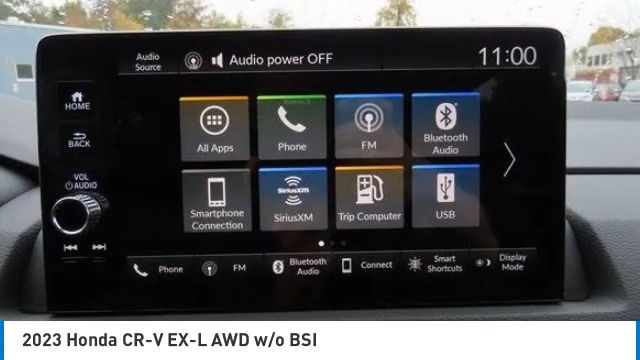 Audio
Source
Audio power OFF
11:00
HOME
BACK
VOL
AUDIO
All Apps
Phone
FM
Bluetooth
Audio
Smartphone
Connection
SiriusXM
SiriusXM
Trip Computer
USB
Phone
FM
Bluetooth
Audio
Connect
Smart
Shortcuts
Display
Mode
2023 Honda CR-V EX-L AWD w/o BSI